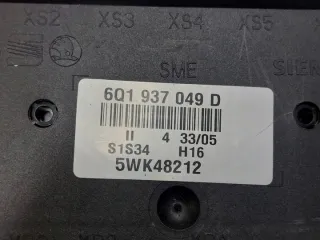 XS2 XS3 XS4 XS5
SME
6Q1 937 049 D
II 4 33/05
S1S34 H16
5WK48212